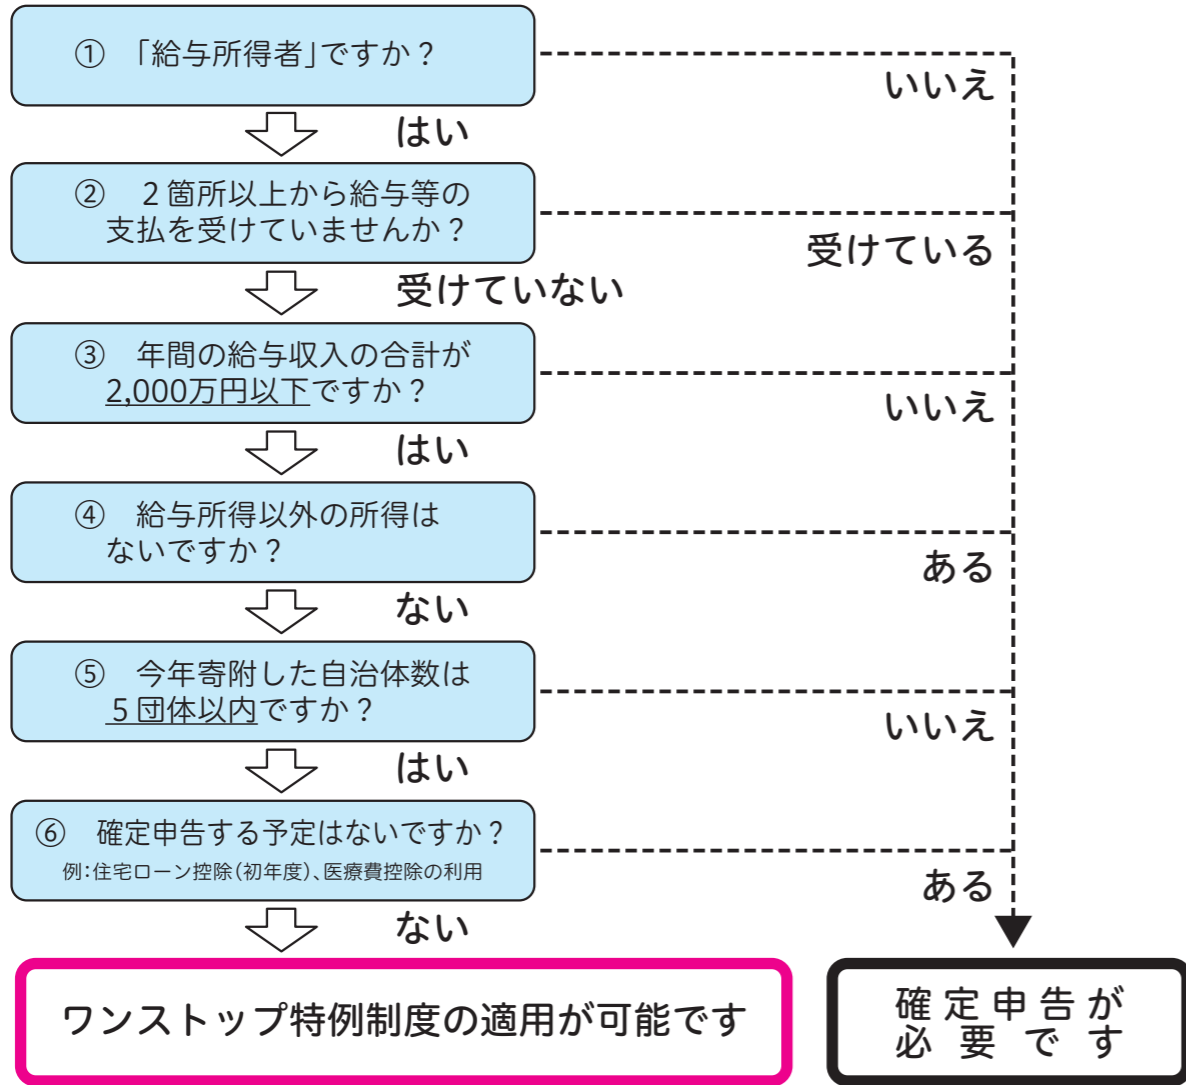 ① 「給与所得者」ですか？
いいえ
はい
② 2箇所以上から給与等の
支払を受けていませんか？
受けている
受けていない
③ 年間の給与収入の合計が
2,000万円以下ですか？
いいえ
はい
④ 給与所得以外の所得は
ないですか？
ある
ない
⑤ 今年寄附した自治体数は
5団体以内ですか？
いいえ
はい
⑥ 確定申告する予定はないですか？
例：住宅ローン控除（初年度）、医療費控除の利用
ある
ない
ワンストップ特例制度の適用が可能です
確定申告が
必要です